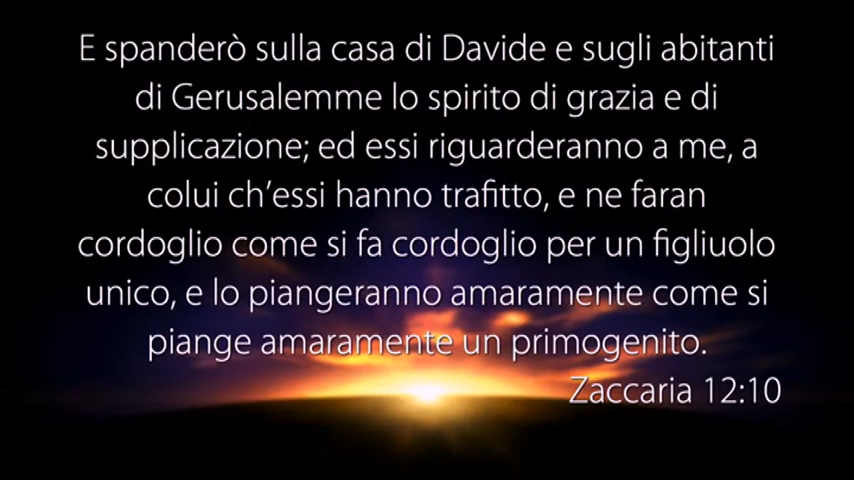 E spanderò sulla casa di Davide e sugli abitanti
di Gerusalemme lo spirito di grazia e di
supplicazione; ed essi riguarderanno a me, a
colui ch’essi hanno trafitto, e ne faran
cordoglio come si fa cordoglio per un figliuolo
unico, e lo piangeranno amaramente come si
piange amaramente un primogenito.
Zaccaria 12:10